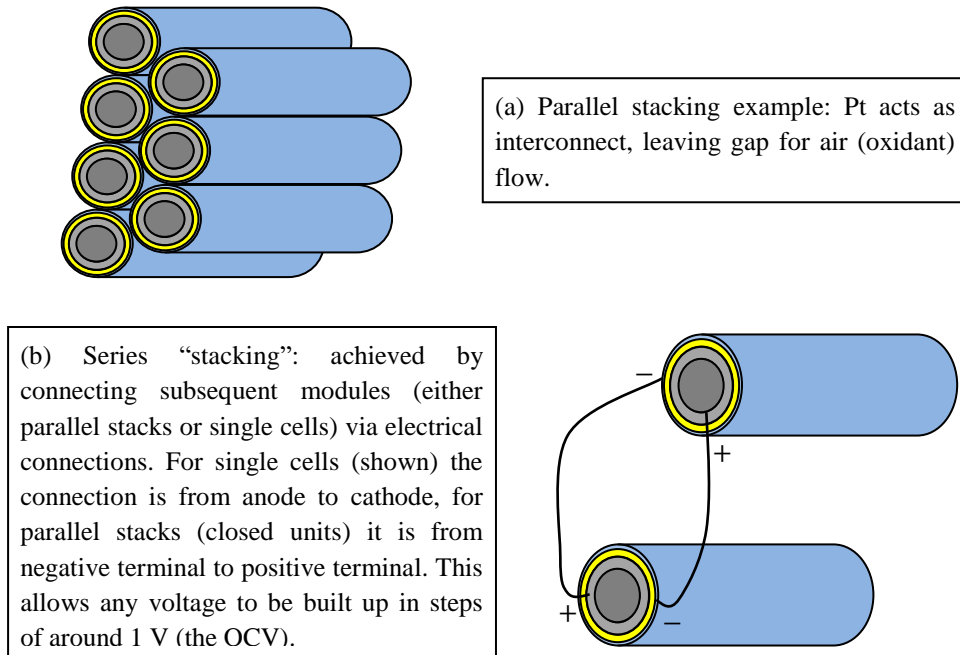 (a) Parallel stacking example: Pt acts as
interconnect, leaving gap for air (oxidant)
flow.
(b) Series “stacking”: achieved by
connecting subsequent modules (either
parallel stacks or single cells) via electrical
connections. For single cells (shown) the
connection is from anode to cathode, for
parallel stacks (closed units) it is from
negative terminal to positive terminal. This
allows any voltage to be built up in steps
of around 1 V (the OCV).
−
+
+
−